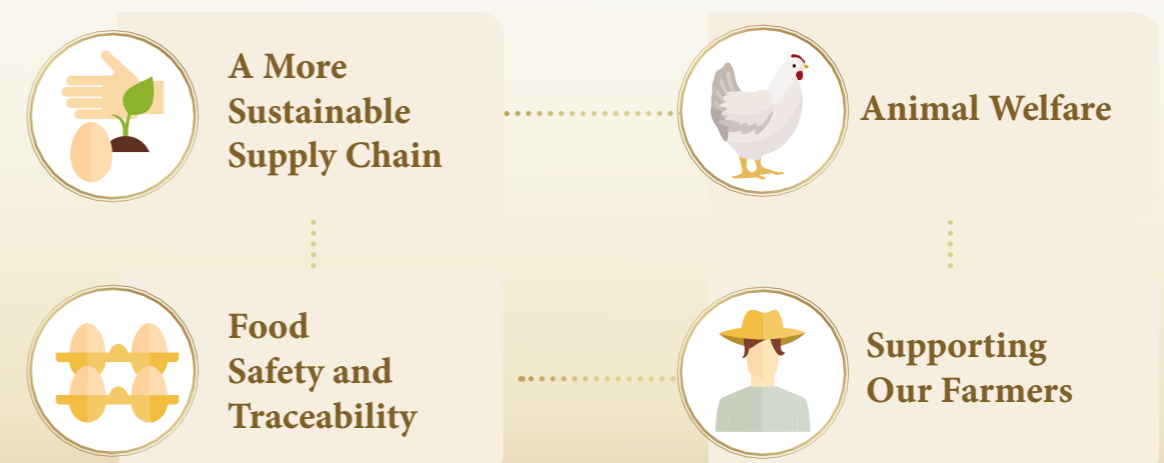 A More
Sustainable
Supply Chain
Animal Welfare
Food
Safety and
Traceability
Supporting
Our Farmers